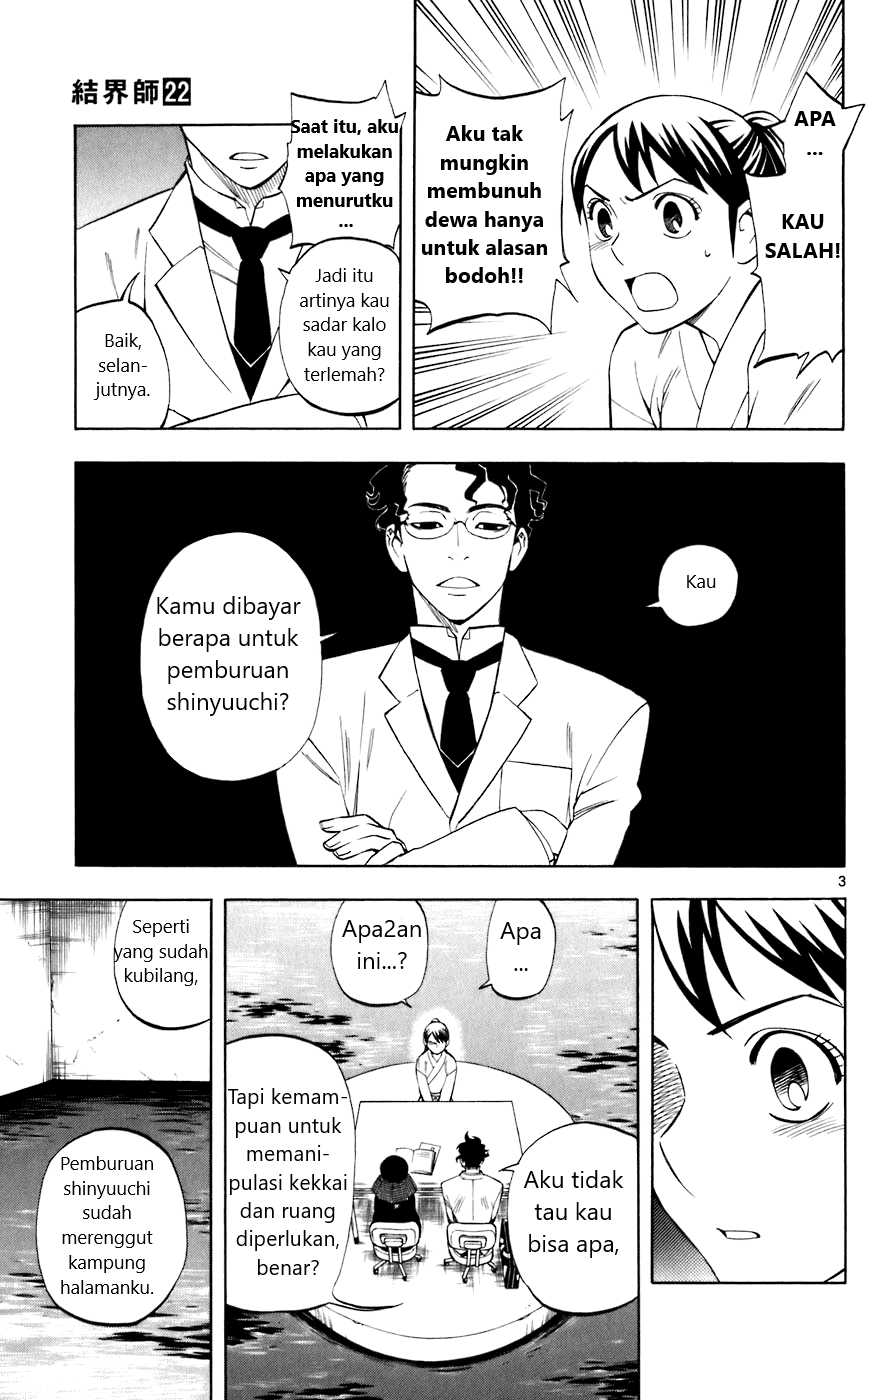 APA
...
KAU
SALAH!
Aku tak
mungkin
membunuh
dewa hanya
untuk alasan
bodoh!!
結界師22
Saat itu, aku
melakukan
apa yang
menurutku
...
Jadi itu
artinya kau
sadar kalo
kau yang
terlemah?
Baik,
selan-
jutnya.
Kau
Kamu dibayar
berapa untuk
pemburuan
shinyuuchi?
3
Apa
...
Apa2an
ini...?
Aku tidak
tau kau
bisa apa,
Tapi kemam-
puan untuk
memani-
pulasi kekkai
dan ruang
diperlukan,
benar?
Seperti
yang sudah
kubilang,
Pemburuan
shinyuuchi
sudah
merenggut
kampung
halamanku.